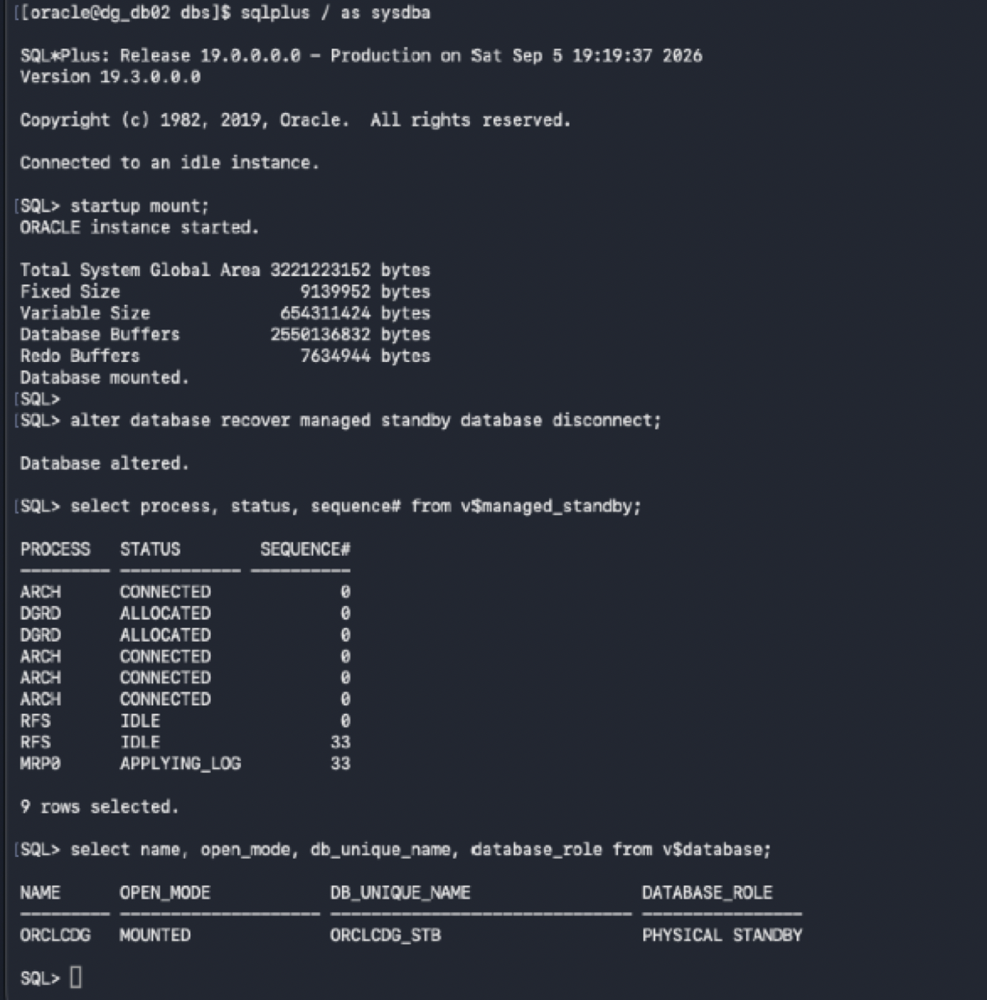 [[oracle@dg_db02 dbs]$ sqlplus / as sysdba
SQL*Plus: Release 19.0.0.0.0 - Production on Sat Sep 5 19:19:37 2026
Version 19.3.0.0.0
Copyright (c) 1982, 2019, Oracle.  All rights reserved.
Connected to an idle instance.
[SQL> startup mount;
ORACLE instance started.
Total System Global Area 3221223152 bytes
Fixed Size                  9139952 bytes
Variable Size             654311424 bytes
Database Buffers         2550136832 bytes
Redo Buffers                7634944 bytes
Database mounted.
[SQL>
[SQL> alter database recover managed standby database disconnect;
Database altered.
[SQL> select process, status, sequence# from v$managed_standby;
PROCESS   STATUS        SEQUENCE#
--------- ------------ ----------
ARCH      CONNECTED             0
DGRD      ALLOCATED             0
DGRD      ALLOCATED             0
ARCH      CONNECTED             0
ARCH      CONNECTED             0
ARCH      CONNECTED             0
RFS       IDLE                  0
RFS       IDLE                 33
MRP0      APPLYING_LOG         33
9 rows selected.
[SQL> select name, open_mode, db_unique_name, database_role from v$database;
NAME      OPEN_MODE            DB_UNIQUE_NAME                 DATABASE_ROLE
--------- -------------------- ------------------------------ ----------------
ORCLCDG   MOUNTED              ORCLCDG_STB                    PHYSICAL STANDBY
SQL>